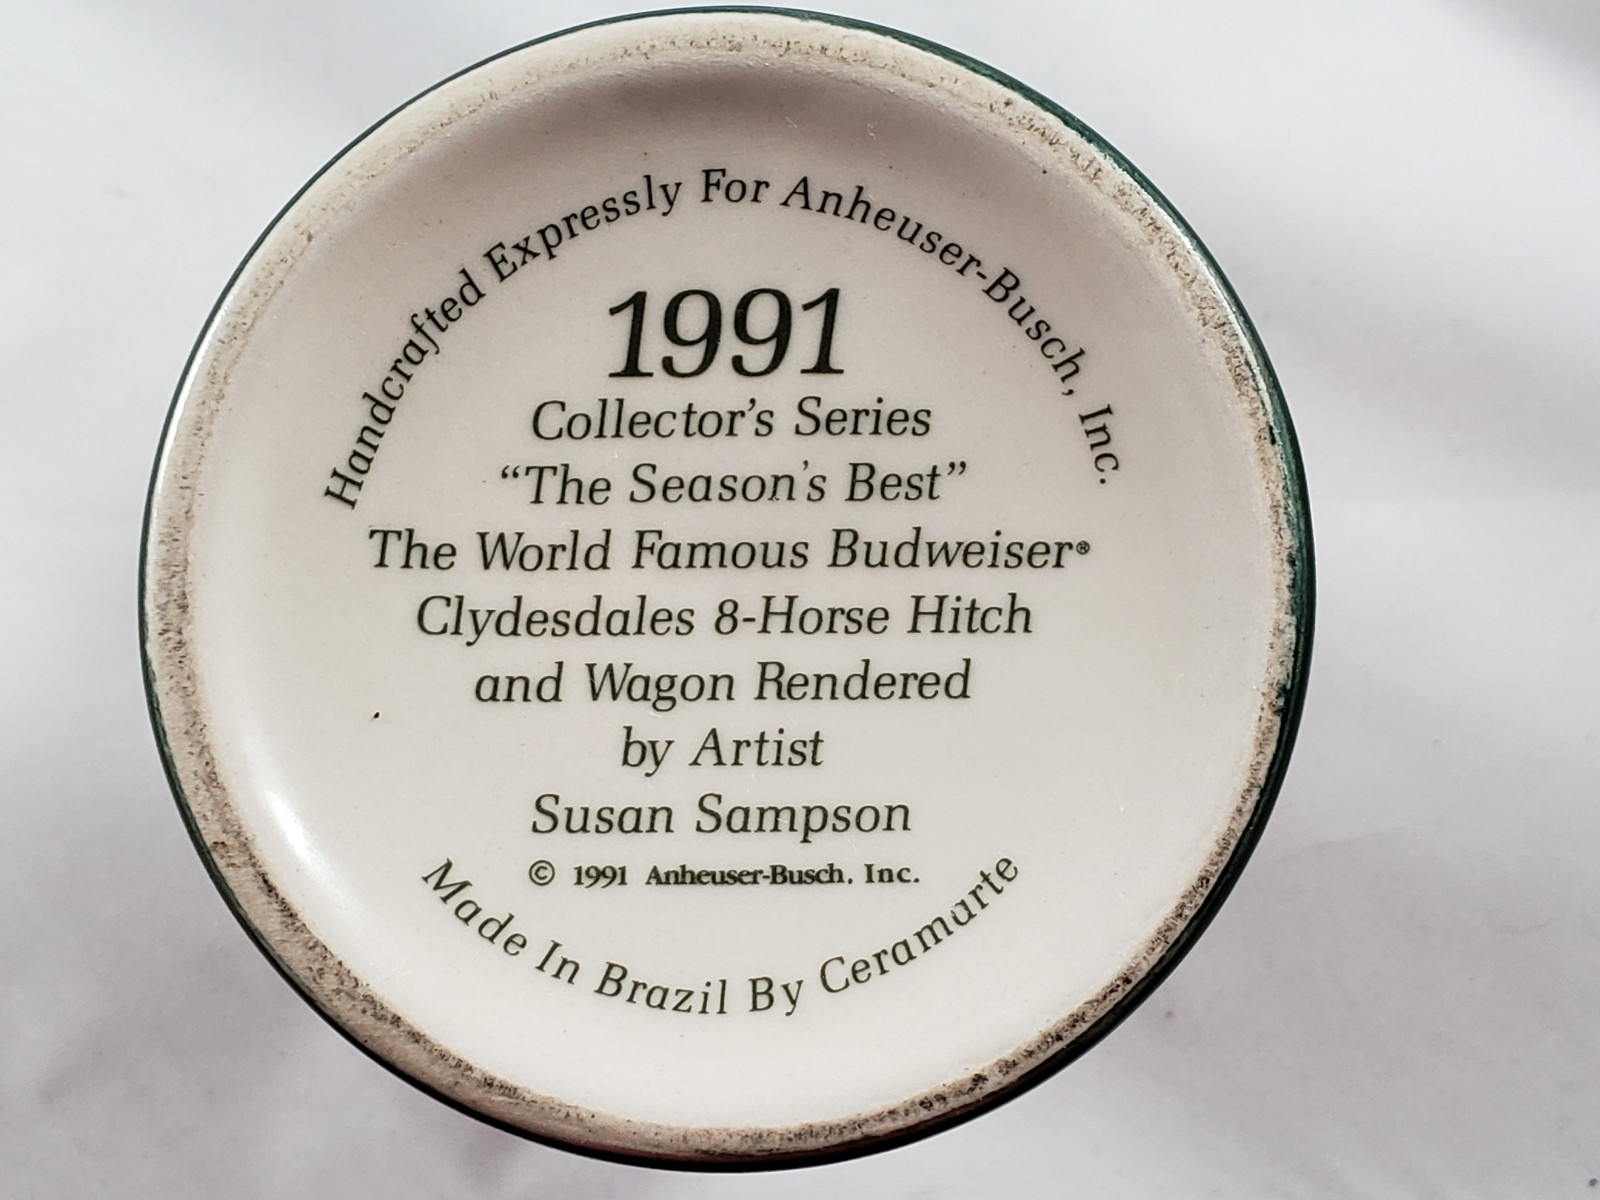 Handcrafted Expressly For Anheuser-Busch, Inc.
1991
Collector's Series
“The Season's Best”
The World Famous Budweiser®
Clydesdales 8-Horse Hitch
and Wagon Rendered
by Artist
Susan Sampson
© 1991 Anheuser-Busch, Inc.
Made In Brazil By Ceramarte